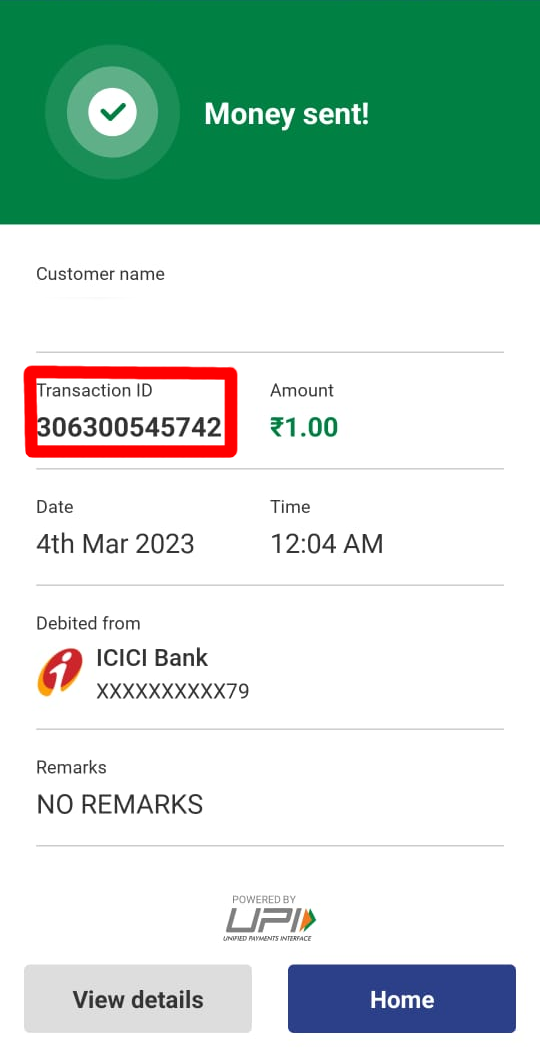 Money sent!
Customer name
Transaction ID
306300545742
Amount
₹1.00
Date
4th Mar 2023
Time
12:04 AM
Debited from
ICICI Bank
XXXXXXXXXX79
Remarks
NO REMARKS
POWERED BY
UPI
UNIFIED PAYMENTS INTERFACE
View details
Home